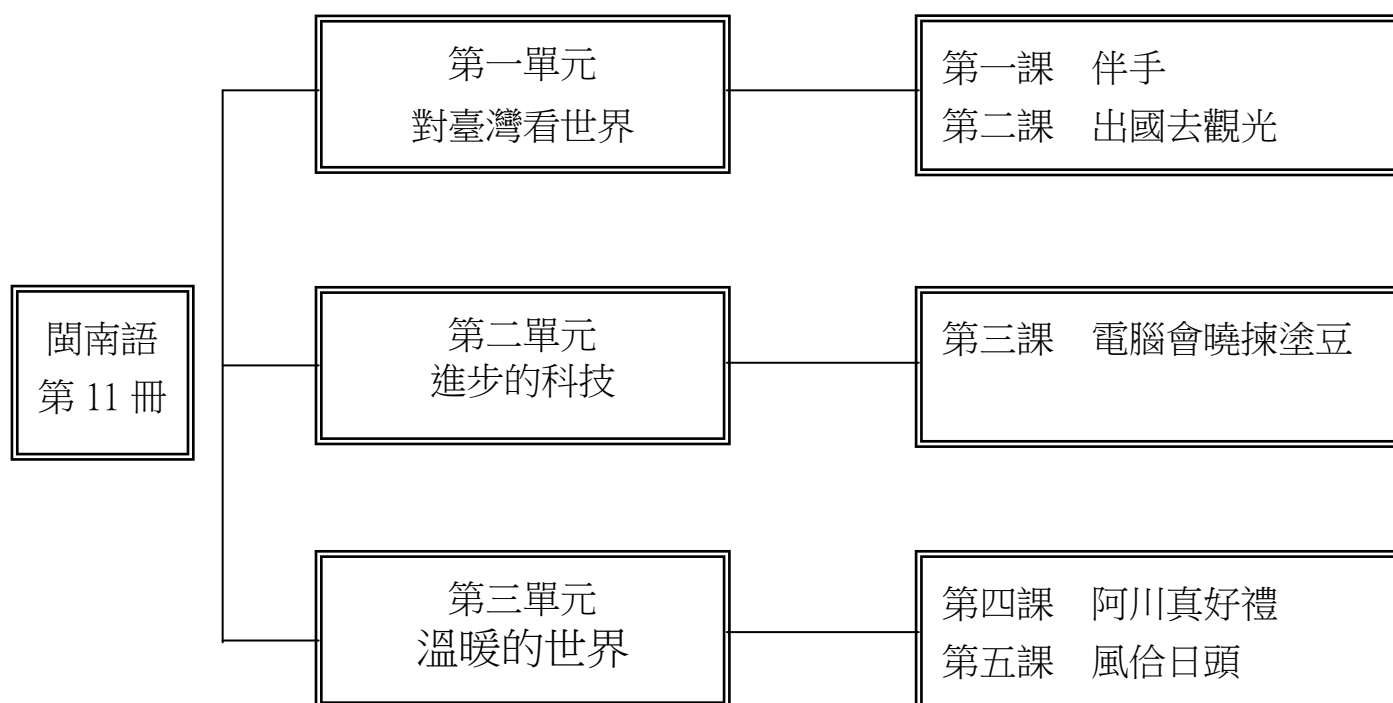 閩南語
第 11 冊
第一單元
對臺灣看世界
第一課　伴手
第二課　出國去觀光
第二單元
進步的科技
第三課　電腦會曉揀塗豆
第三單元
溫暖的世界
第四課　阿川真好禮
第五課　風佮日頭